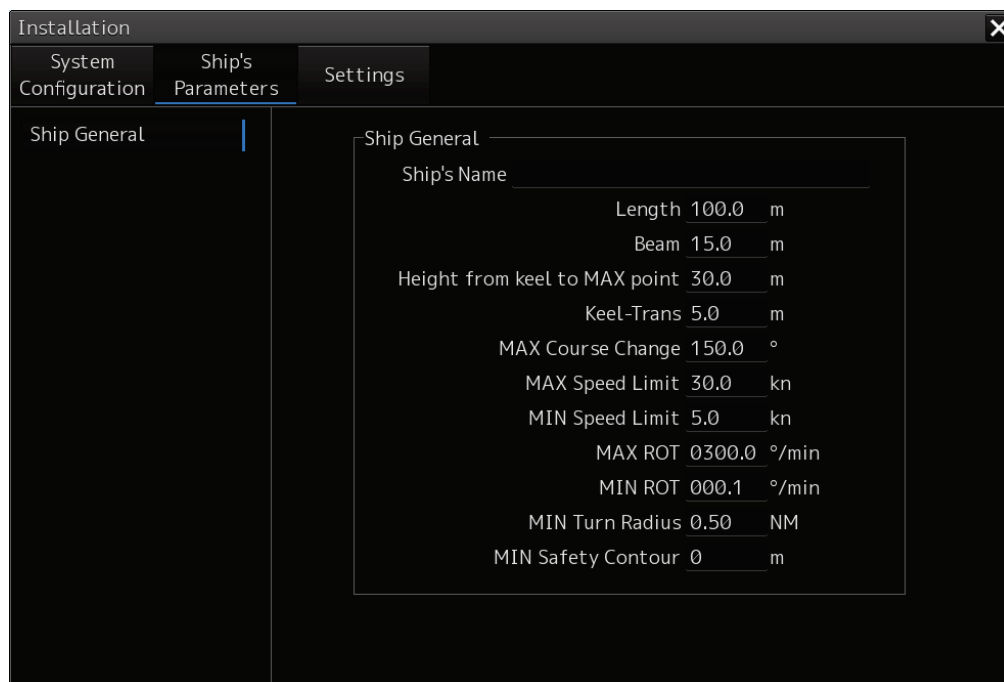 Installation
System Configuration
Ship's Parameters
Settings
Ship General
Ship General
Ship's Name
Length 100.0 m
Beam 15.0 m
Height from keel to MAX point 30.0 m
Keel-Trans 5.0 m
MAX Course Change 150.0 °
MAX Speed Limit 30.0 kn
MIN Speed Limit 5.0 kn
MAX ROT 0300.0 °/min
MIN ROT 000.1 °/min
MIN Turn Radius 0.50 NM
MIN Safety Contour 0 m